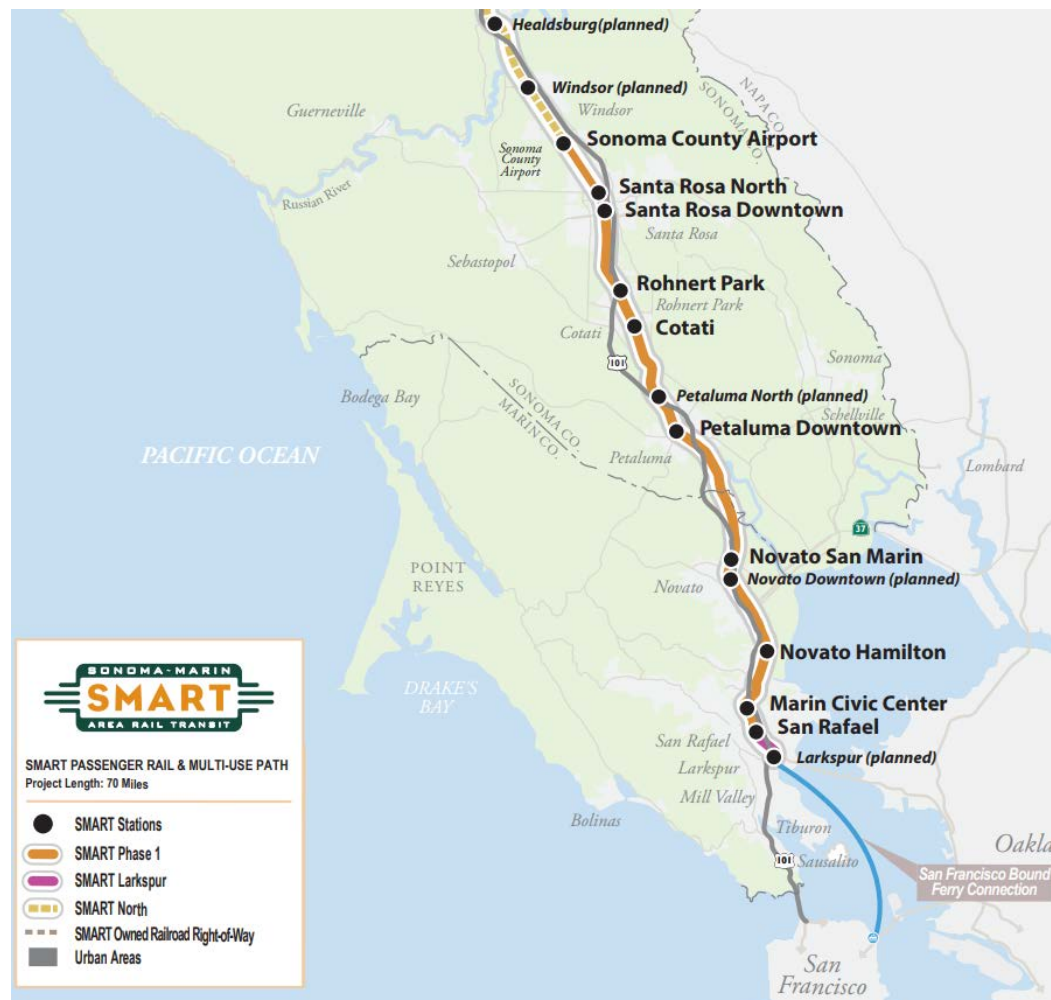 Healdsburg(planned)
Windsor (planned)
Windsor
Guerneville
NAPA CO.
SONOMA CO.
Sonoma County Airport
Sonoma
County
Airport
Santa Rosa North
Russian River
Santa Rosa Downtown
Santa Rosa
Sebastopol
Rohnert Park
Rohnert Park
Cotati
Cotati
101
Sonoma
SONOMA CO.
MARIN CO.
Bodega Bay
Petaluma North (planned)
Schellville
Petaluma Downtown
PACIFIC OCEAN
Petaluma
Lombard
37
Novato San Marin
POINT
REYES
Novato
Novato Downtown (planned)
Novato Hamilton
DRAKE'S
BAY
Marin Civic Center
San Rafael
San Rafael
Larkspur (planned)
Larkspur
Mill Valley
Bolinas
Tiburon
Sausalito
101
Oakla
San Francisco Bound
Ferry Connection
San
Francisco
SONOMA-MARIN
SMART
AREA RAIL TRANSIT
SMART PASSENGER RAIL & MULTI-USE PATH
Project Length: 70 Miles
SMART Stations
SMART Phase 1
SMART Larkspur
SMART North
SMART Owned Railroad Right-of-Way
Urban Areas